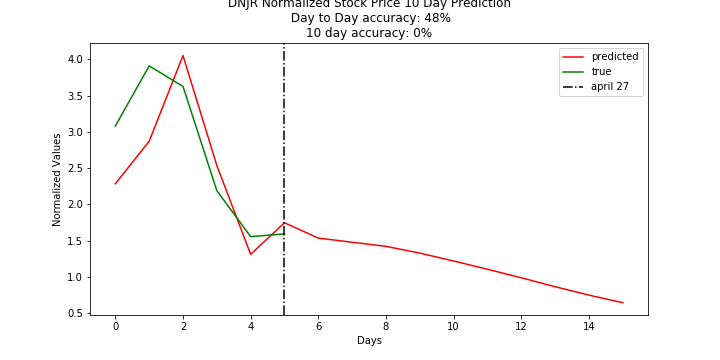 DNJR Normalized Stock Price 10 Day Prediction
Day to Day accuracy: 48%
10 day accuracy: 0%
predicted
true
april 27
Normalized Values
4.0
3.5
3.0
2.5
2.0
1.5
1.0
0.5
0 2 4 6 8 10 12 14
Days